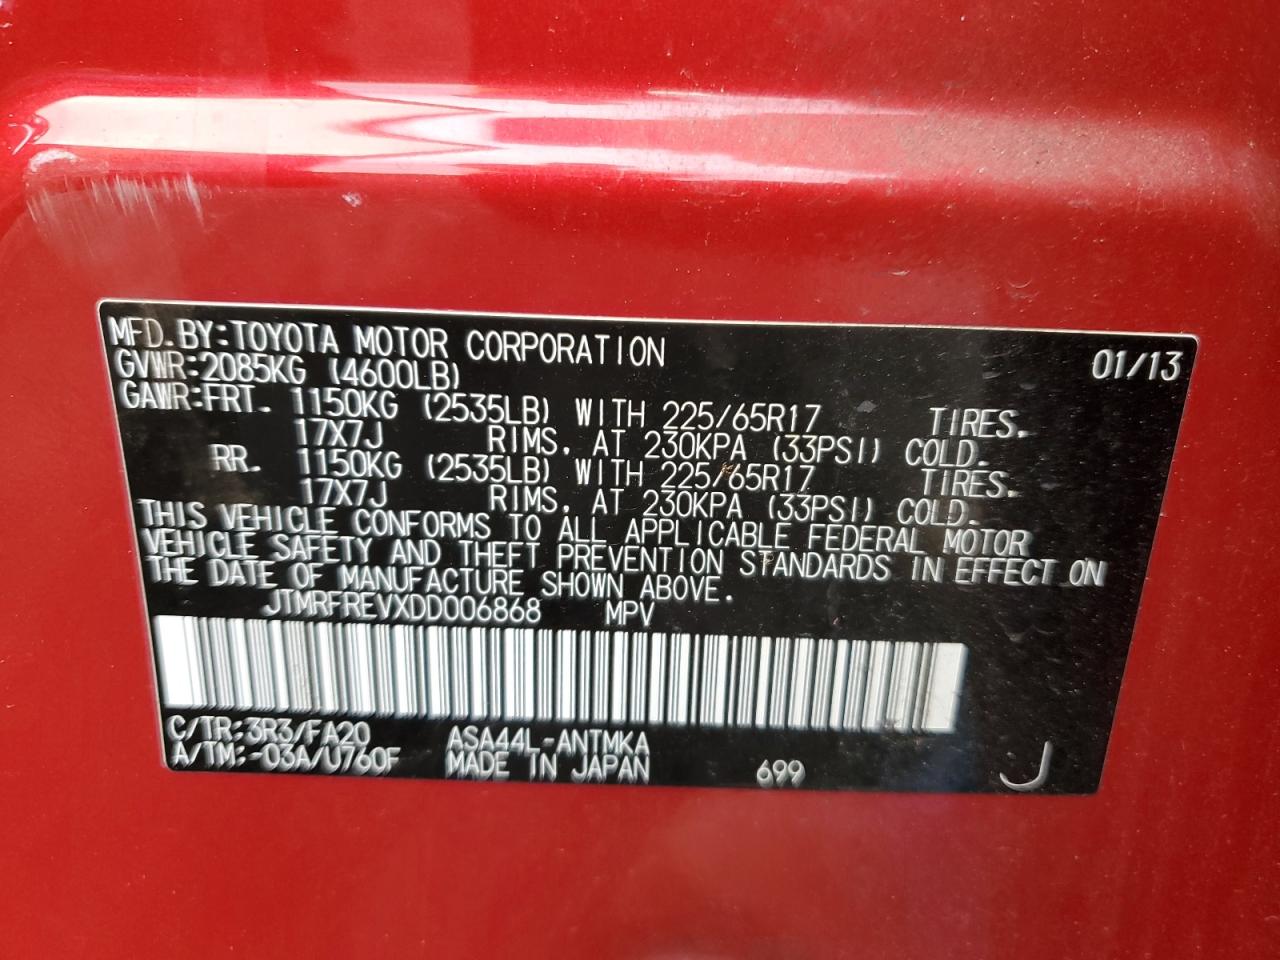 MFD.BY:TOYOTA MOTOR CORPORATION 01/13
GVWR:2085KG (4600LB)
GAWR:FRT. 1150KG (2535LB) WITH 225/65R17 TIRES,
17X7J RIMS, AT 230KPA (33PSI) COLD.
RR. 1150KG (2535LB) WITH 225/65R17 TIRES,
17X7J RIMS, AT 230KPA (33PSI) COLD.
THIS VEHICLE CONFORMS TO ALL APPLICABLE FEDERAL MOTOR
VEHICLE SAFETY AND THEFT PREVENTION STANDARDS IN EFFECT ON
THE DATE OF MANUFACTURE SHOWN ABOVE.
JTMRFREVXDD006868 MPV
C/TR:3R3/FA20 ASA44L-ANTMKA
A/TM:-03A/U760F MADE IN JAPAN 699 J